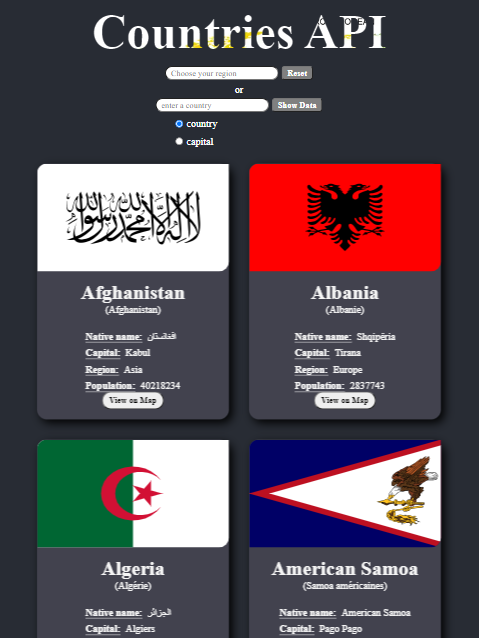 Countries API
Choose your region
Reset
or
enter a country
Show Data
country
capital
لا إله إلا الله محمد رسول الله
Afghanistan
(Afghanistan)
Native name: افغانستان
Capital: Kabul
Region: Asia
Population: 40218234
View on Map
Albania
(Albanie)
Native name: Shqipëria
Capital: Tirana
Region: Europe
Population: 2837743
View on Map
Algeria
(Algérie)
Native name: الجزائر
Capital: Algiers
American Samoa
(Samoa américaines)
Native name: American Samoa
Capital: Pago Pago